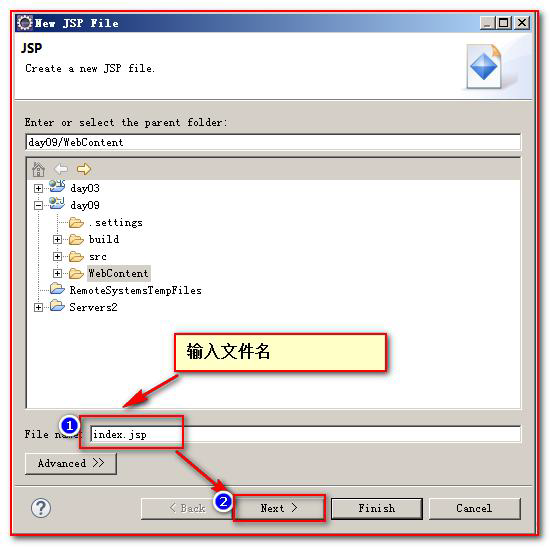 New JSP File
JSP
Create a new JSP file.
Enter or select the parent folder:
day09/WebContent
day03
day09
.settings
build
src
WebContent
RemoteSystemsTempFiles
Servers2
输入文件名
1
File name: index.jsp
Advanced >>
2
? < Back Next > Finish Cancel